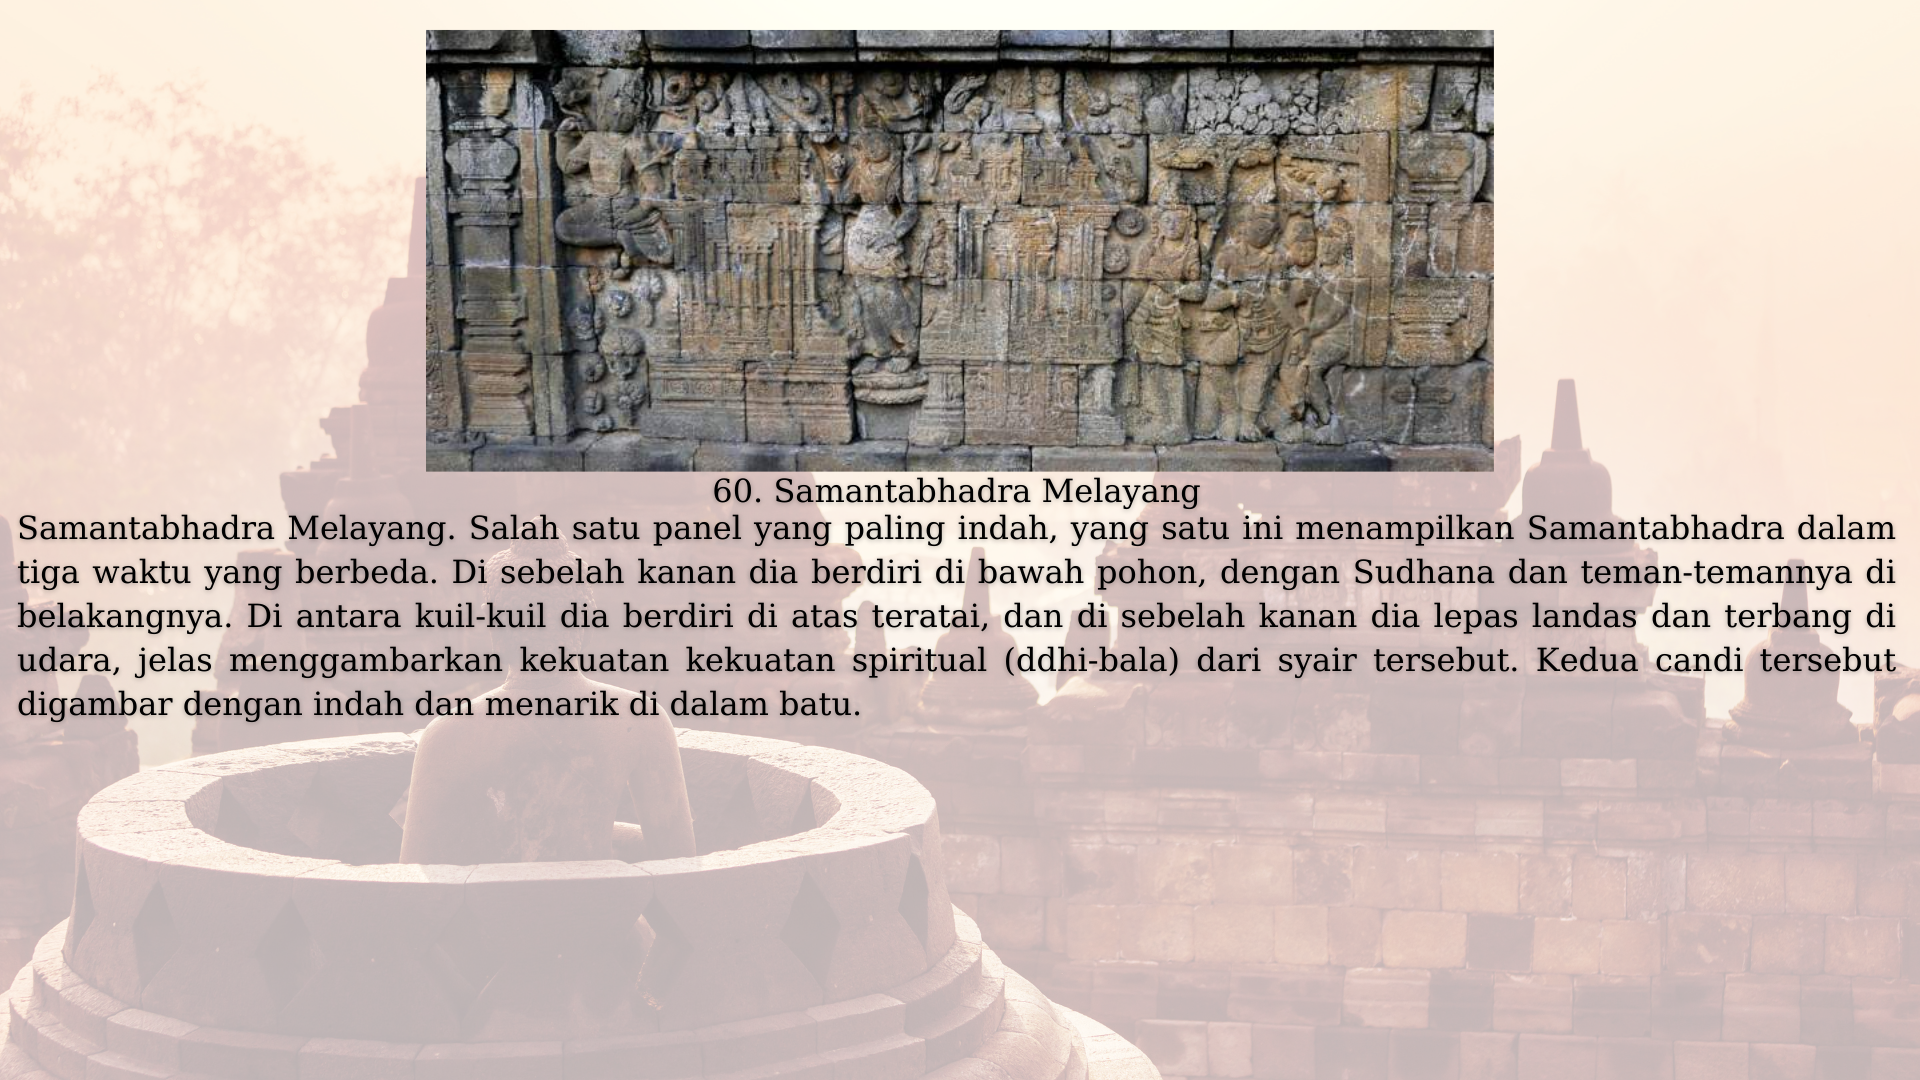 60. Samantabhadra Melayang
Samantabhadra Melayang. Salah satu panel yang paling indah, yang satu ini menampilkan Samantabhadra dalam
tiga waktu yang berbeda. Di sebelah kanan dia berdiri di bawah pohon, dengan Sudhana dan teman-temannya di
belakangnya. Di antara kuil-kuil dia berdiri di atas teratai, dan di sebelah kanan dia lepas landas dan terbang di
udara, jelas menggambarkan kekuatan kekuatan spiritual (ddhi-bala) dari syair tersebut. Kedua candi tersebut
digambar dengan indah dan menarik di dalam batu.